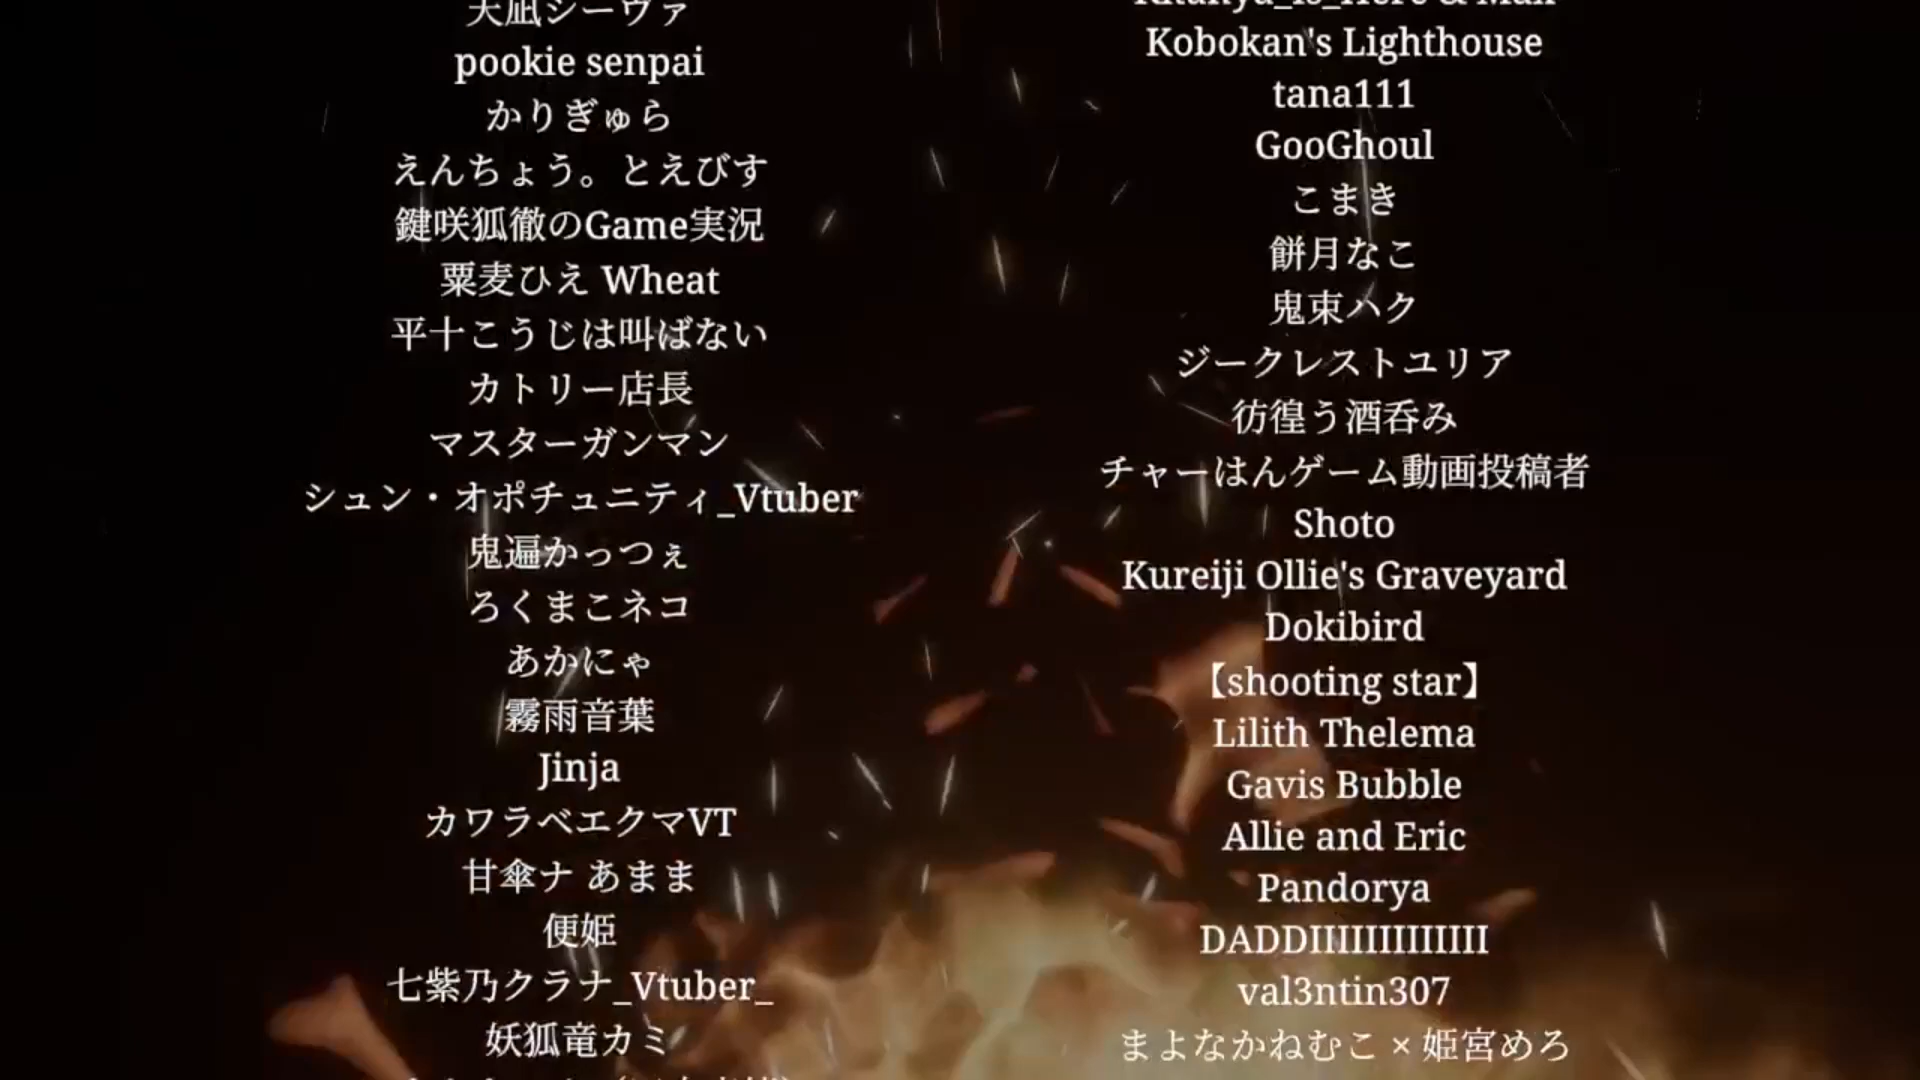 天凪シーヴァ
pookie senpai
かりぎゅら
えんちょう。とえびす
鍵咲狐徹のGame実況
粟麦ひえ Wheat
平十こうじは叫ばない
カトリー店長
マスターガンマン
シュン・オポチュニティ_Vtuber
鬼遍かっつぇ
ろくまこネコ
あかにゃ
霧雨音葉
Jinja
カワラベエクマVT
甘傘ナ あまま
便姫
七紫乃クラナ_Vtuber_
妖狐竜カミ
Kobokan's Lighthouse
tana111
GooGhoul
こまき
餅月なこ
鬼束ハク
ジークレストユリア
彷徨う酒呑み
チャーはんゲーム動画投稿者
Shoto
Kureiji Ollie's Graveyard
Dokibird
【shooting star】
Lilith Thelema
Gavis Bubble
Allie and Eric
Pandorya
DADDIIIIIIIIIIIII
val3ntin307
まよなかねむこ × 姫宮めろ